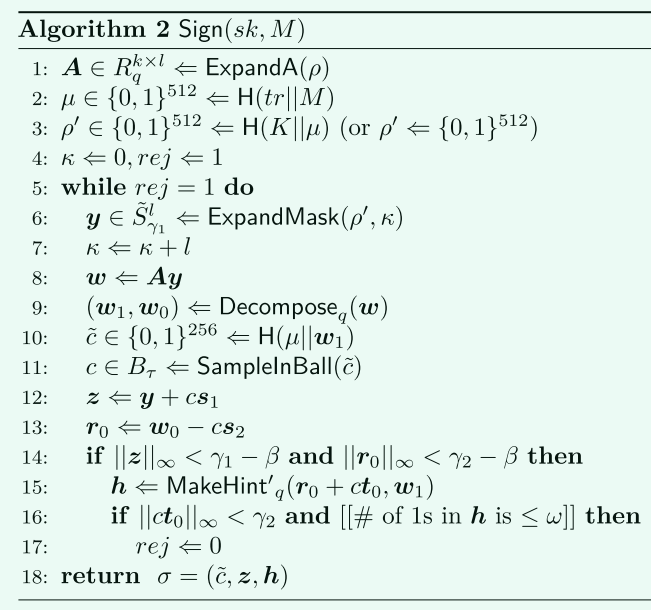 Algorithm 2 Sign(sk, M)
1: A ∈ R_q^{k×l} ⇐ ExpandA(ρ)
2: μ ∈ {0, 1}^{512} ⇐ H(tr||M)
3: ρ′ ∈ {0, 1}^{512} ⇐ H(K||μ) (or ρ′ ⇐ {0, 1}^{512})
4: κ ⇐ 0, rej ⇐ 1
5: while rej = 1 do
6: y ∈ S̃_{γ_1}^l ⇐ ExpandMask(ρ′, κ)
7: κ ⇐ κ + l
8: w ⇐ Ay
9: (w_1, w_0) ⇐ Decompose_q(w)
10: c̃ ∈ {0, 1}^{256} ⇐ H(μ||w_1)
11: c ∈ B_τ ⇐ SampleInBall(c̃)
12: z ⇐ y + cs_1
13: r_0 ⇐ w_0 − cs_2
14: if ||z||_∞ < γ_1 − β and ||r_0||_∞ < γ_2 − β then
15: h ⇐ MakeHint′_q(r_0 + ct_0, w_1)
16: if ||ct_0||_∞ < γ_2 and [[# of 1s in h is ≤ ω]] then
17: rej ⇐ 0
18: return σ = (c̃, z, h)